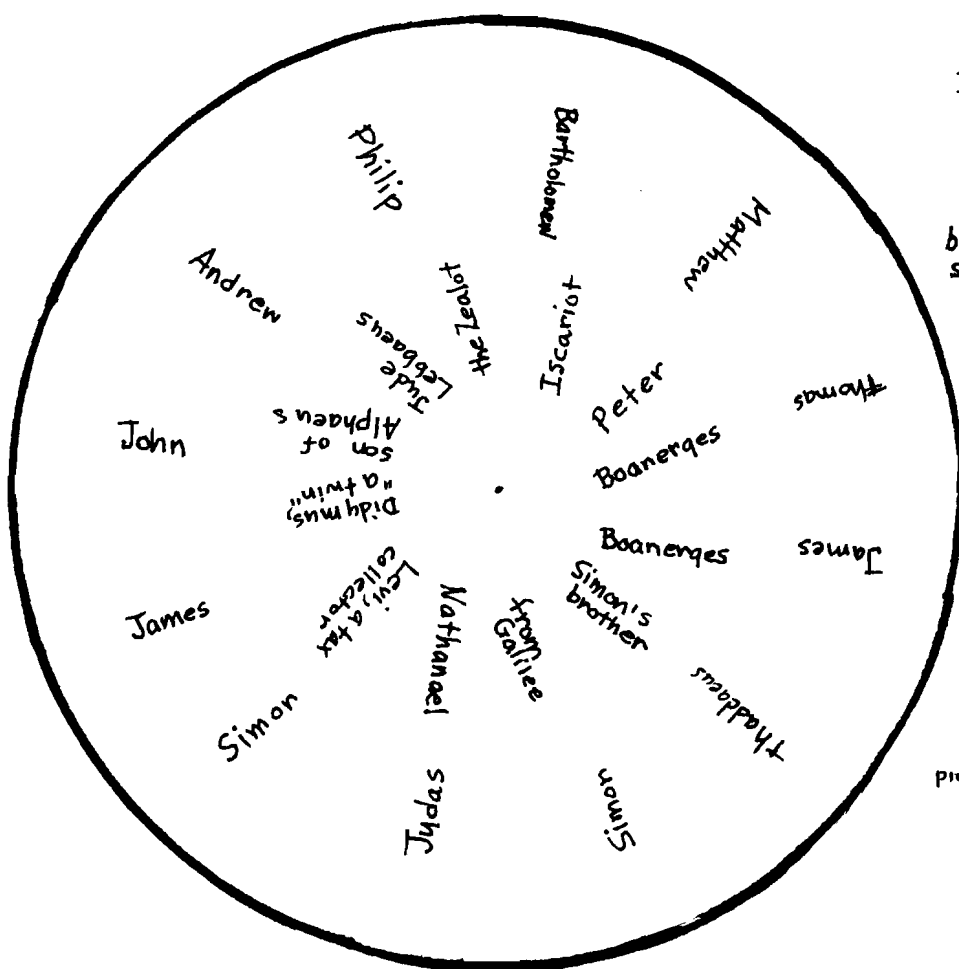 Philip
Bartholomew
Matthew
Thomas
James
Thaddaeus
Simon
Judas
Simon
James
John
Andrew
the Zealot
Iscariot
Peter
Boanerges
Boanerges
Simon's
brother
from
Galilee
Nathanael
Levi, a tax
collector
Didymus,
"a twin"
son of
Alphaeus
Jude
Lebbaeus